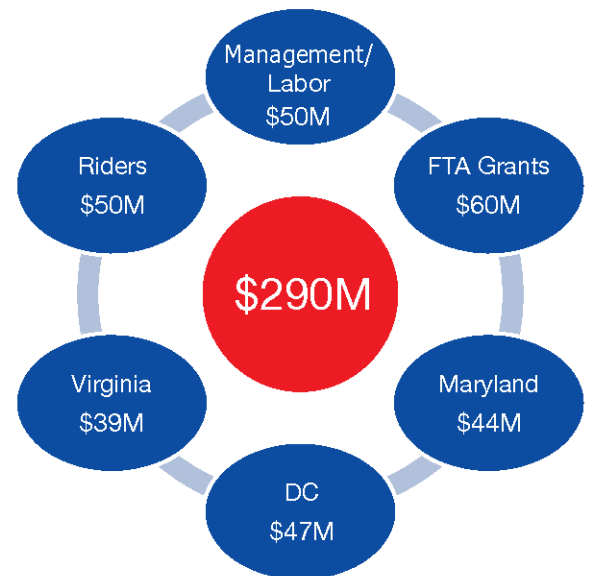 Management/
Labor
$50M
FTA Grants
$60M
Maryland
$44M
DC
$47M
Virginia
$39M
Riders
$50M
$290M